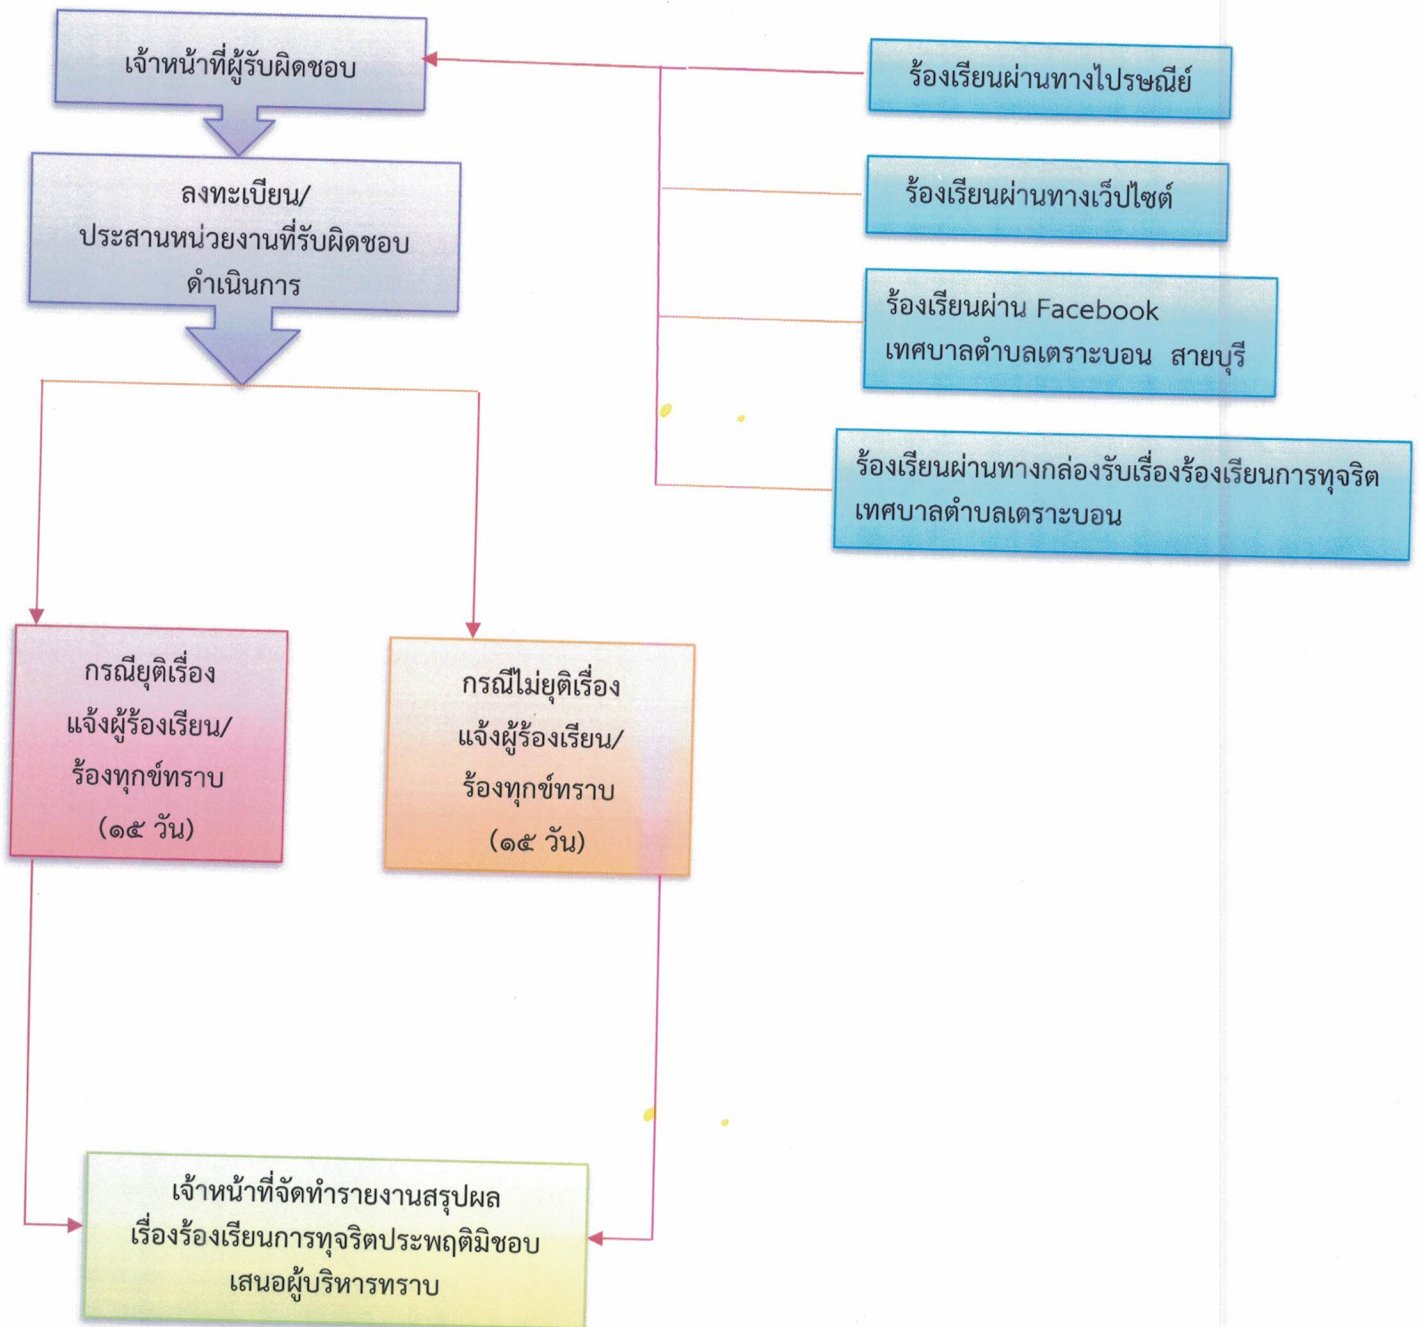 เจ้าหน้าที่ผู้รับผิดชอบ
ลงทะเบียน/
ประสานหน่วยงานที่รับผิดชอบ
ดำเนินการ
ร้องเรียนผ่านทางไปรษณีย์
ร้องเรียนผ่านทางเว็ปไซต์
ร้องเรียนผ่าน Facebook
เทศบาลตำบลเตราะบอน สายบุรี
ร้องเรียนผ่านทางกล่องรับเรื่องร้องเรียนการทุจริต
เทศบาลตำบลเตราะบอน
กรณียุติเรื่อง
แจ้งผู้ร้องเรียน/
ร้องทุกข์ทราบ
(๑๕ วัน)
กรณีไม่ยุติเรื่อง
แจ้งผู้ร้องเรียน/
ร้องทุกข์ทราบ
(๑๕ วัน)
เจ้าหน้าที่จัดทำรายงานสรุปผล
เรื่องร้องเรียนการทุจริตประพฤติมิชอบ
เสนอผู้บริหารทราบ